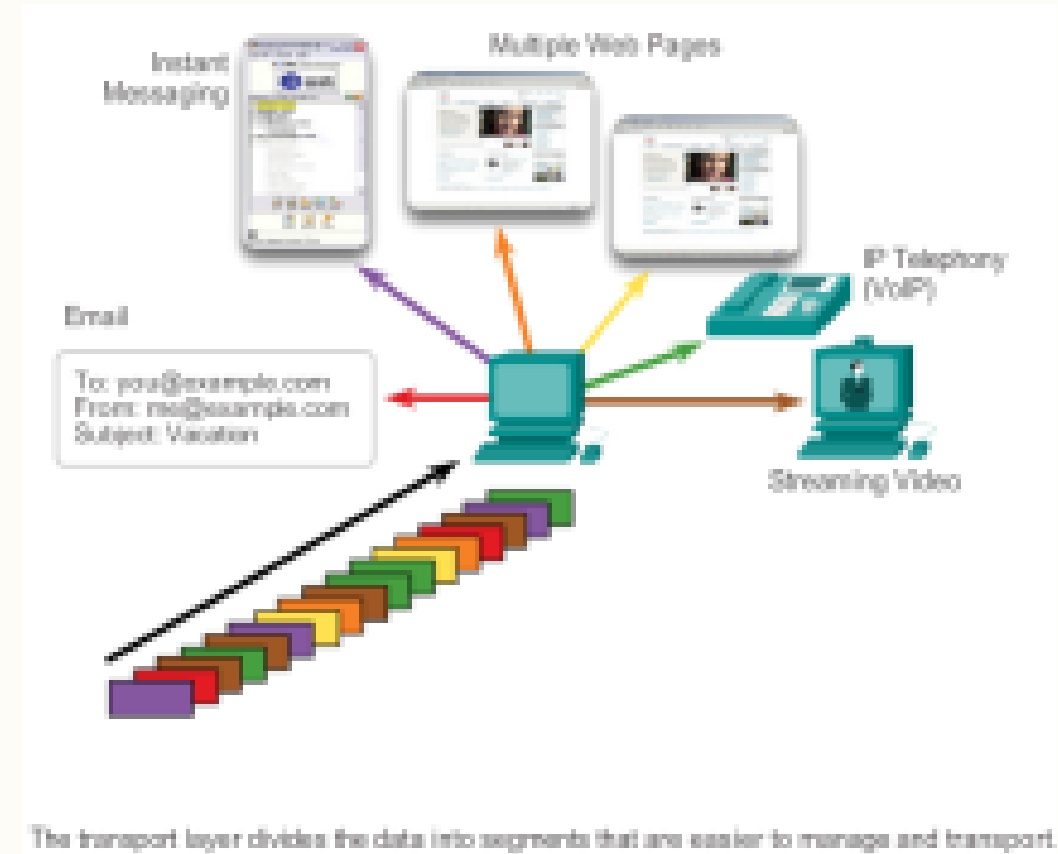 Instant
Messaging
Multiple Web Pages
IP Telephony
(VoIP)
Email
To: you@example.com
From: me@example.com
Subject: Vacation
Streaming Video
The transport layer divides the data into segments that are easier to manage and transport.